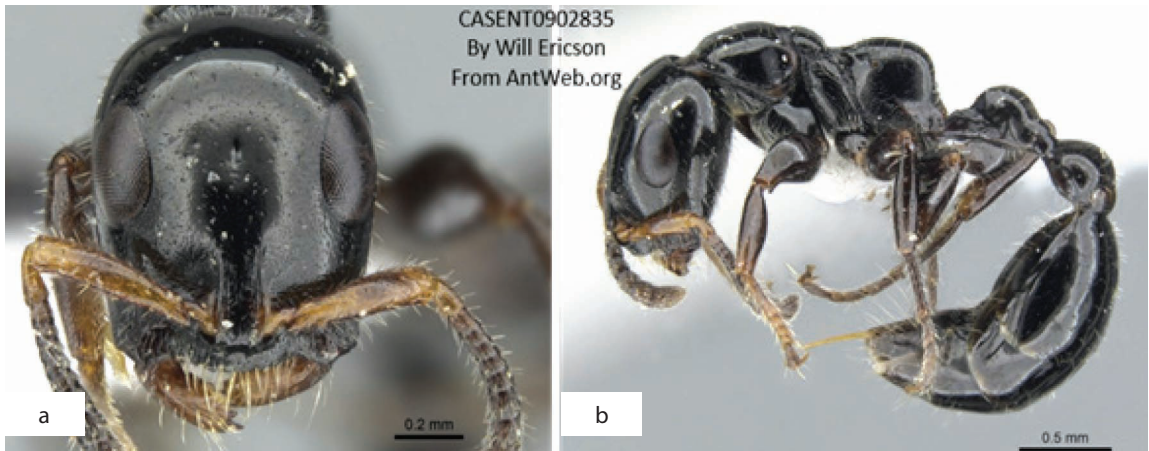 CASENT0902835
By Will Ericson
From AntWeb.org
a
0.2 mm
b
0.5 mm